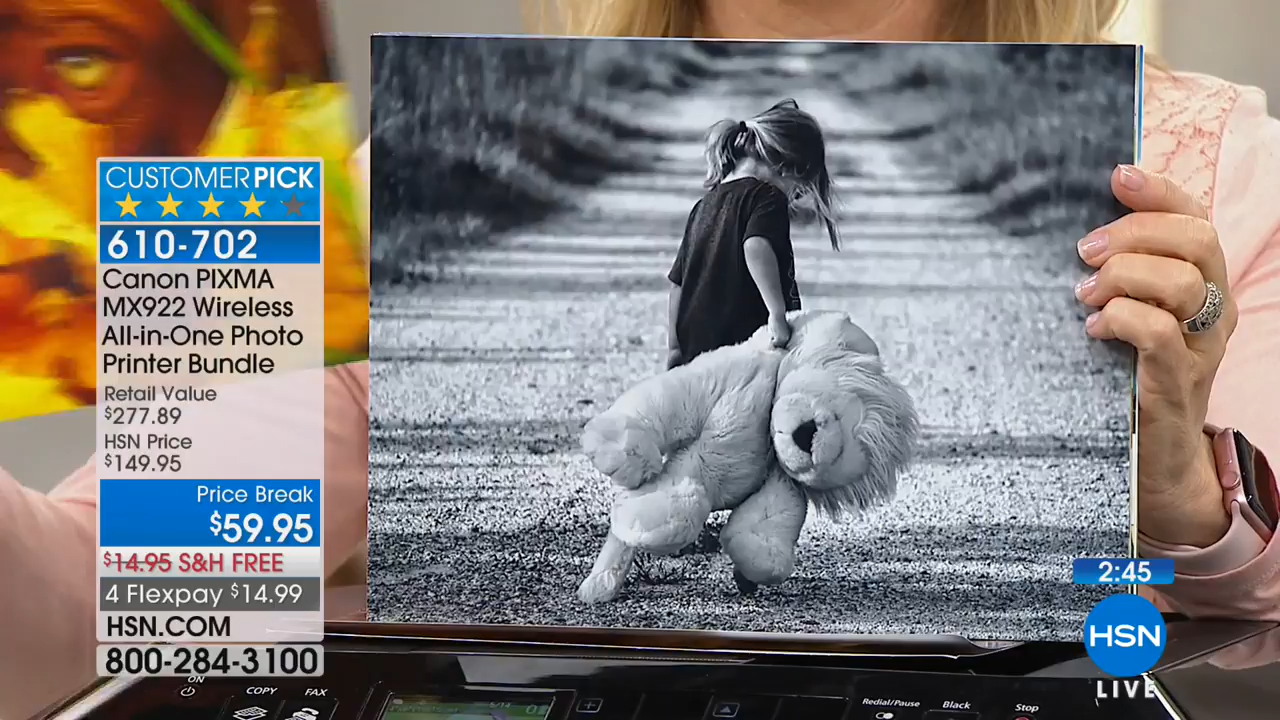 CUSTOMER PICK
610-702
Canon PIXMA
MX922 Wireless
All-in-One Photo
Printer Bundle
Retail Value
$277.89
HSN Price
$149.95
Price Break
$59.95
$14.95 S&H FREE
4 Flexpay $14.99
HSN.COM
800-284-3100
2:45
HSN
LIVE
ON
COPY
FAX
Redial/Pause
Black
Stop